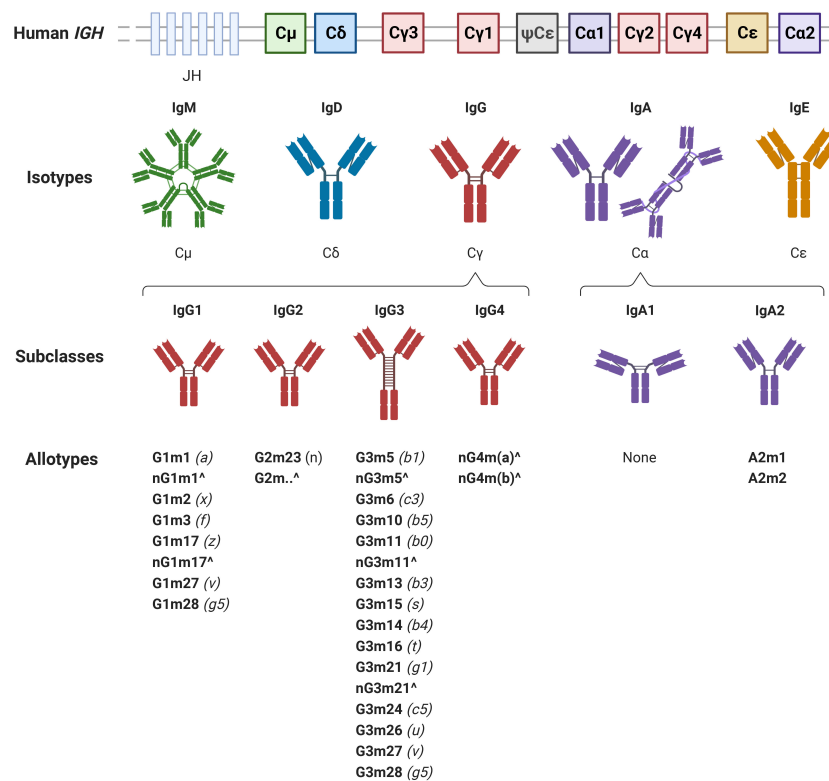 Human IGH Cμ Cδ Cγ3 Cγ1 ψCε Cα1 Cγ2 Cγ4 Cε Cα2
JH
IgM IgD IgG IgA IgE
Isotypes
Cμ Cδ Cγ Cα Cε
IgG1 IgG2 IgG3 IgG4 IgA1 IgA2
Subclasses
Allotypes G1m1 (a) G2m23 (n) G3m5 (b1) nG4m(a)^ None A2m1
nG1m1^ G2m..^ nG3m5^ nG4m(b)^ A2m2
G1m2 (x) G3m6 (c3)
G1m3 (f) G3m10 (b5)
G1m17 (z) G3m11 (b0)
nG1m17^ nG3m11^
G1m27 (v) G3m13 (b3)
G1m28 (g5) G3m15 (s)
G3m14 (b4)
G3m16 (t)
G3m21 (g1)
nG3m21^
G3m24 (c5)
G3m26 (u)
G3m27 (v)
G3m28 (g5)